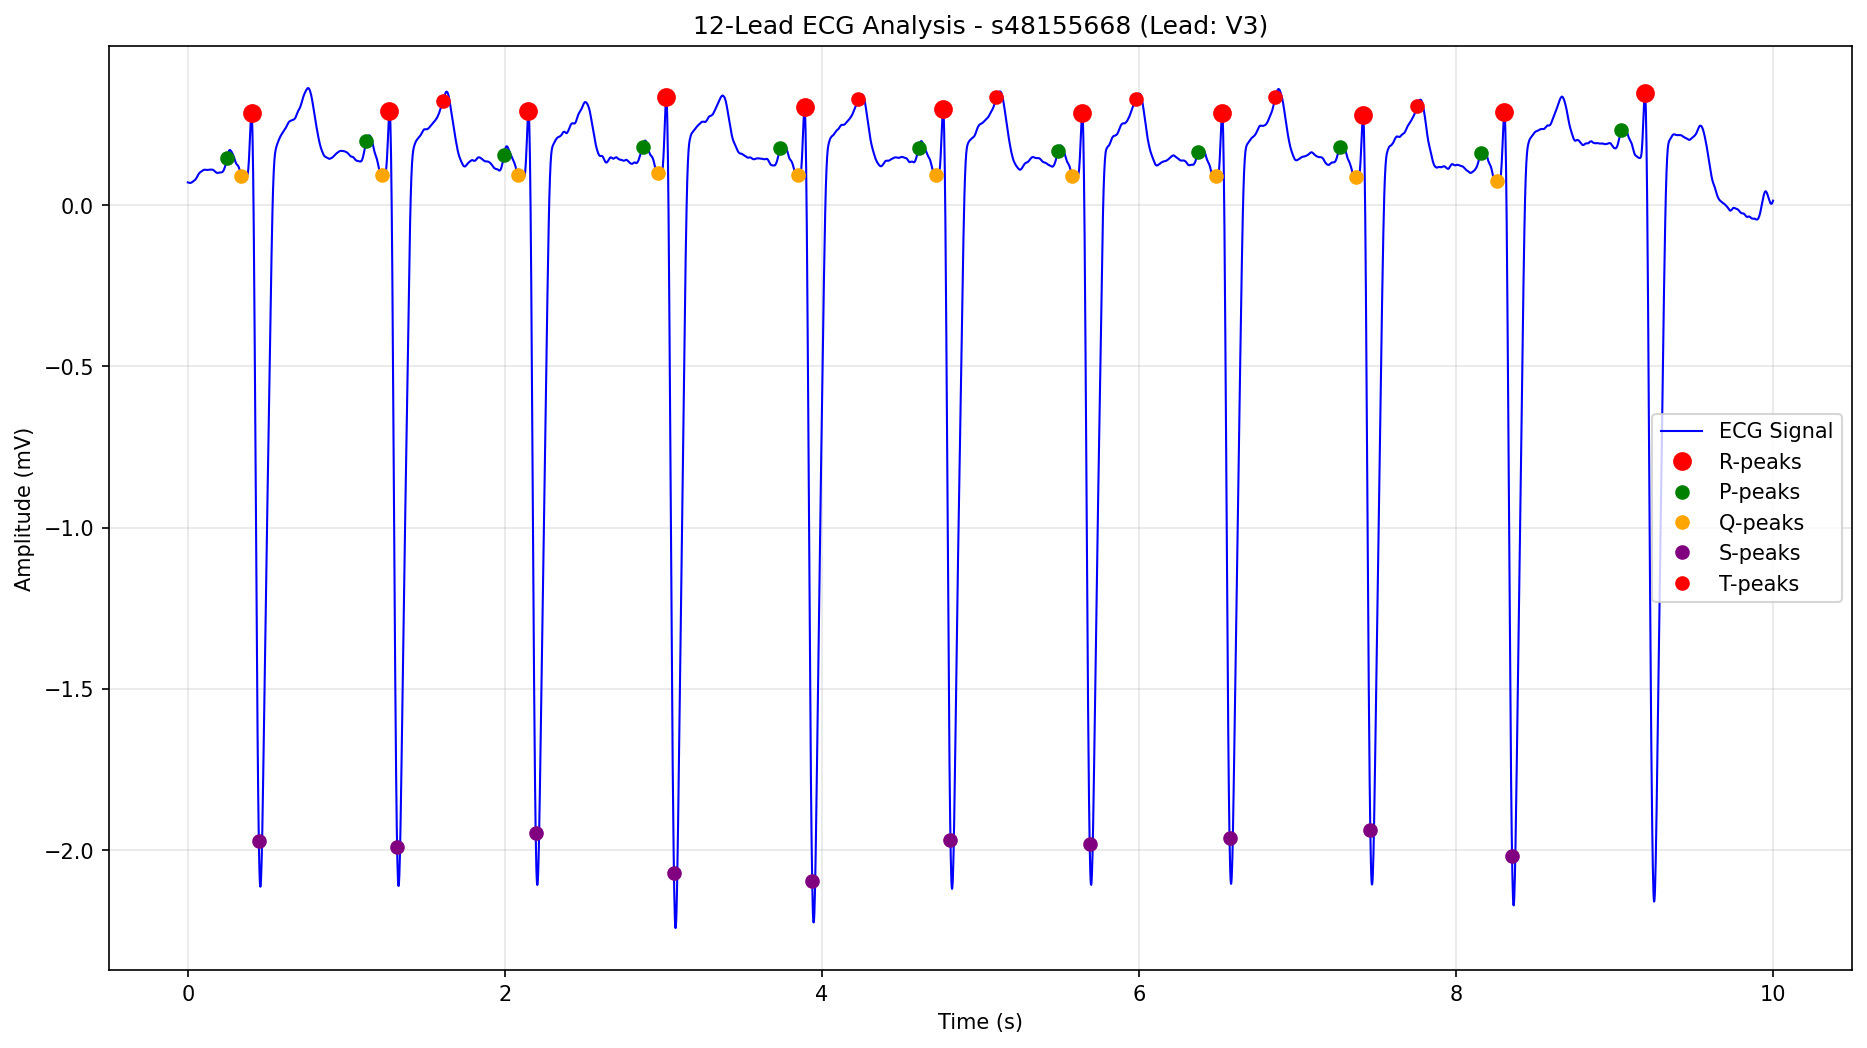 12-Lead ECG Analysis - s48155668 (Lead: V3)
Amplitude (mV)
0.0
−0.5
−1.0
−1.5
−2.0
ECG Signal
R-peaks
P-peaks
Q-peaks
S-peaks
T-peaks
0 2 4 6 8 10
Time (s)